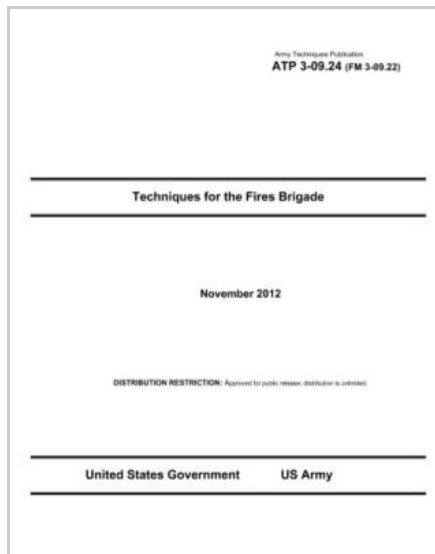 Army Techniques Publication
ATP 3-09.24 (FM 3-09.22)
Techniques for the Fires Brigade
November 2012
DISTRIBUTION RESTRICTION: Approved for public release; distribution is unlimited.
United States Government US Army